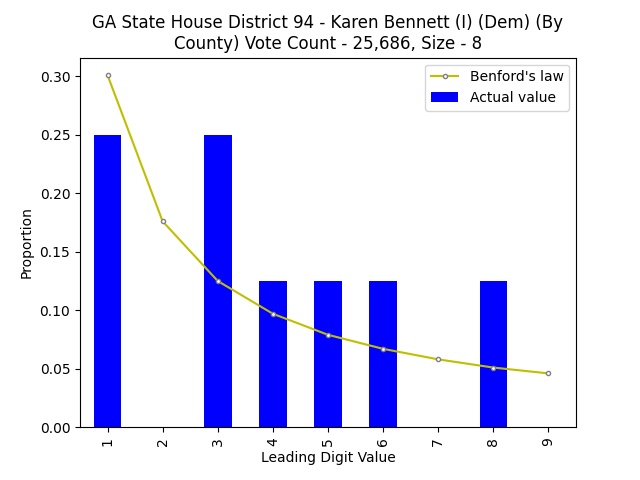 GA State House District 94 - Karen Bennett (I) (Dem) (By
County) Vote Count - 25,686, Size - 8
Benford's law
Actual value
0.30
0.25
0.20
0.15
0.10
0.05
0.00
Proportion
1 2 3 4 5 6 7 8 9
Leading Digit Value